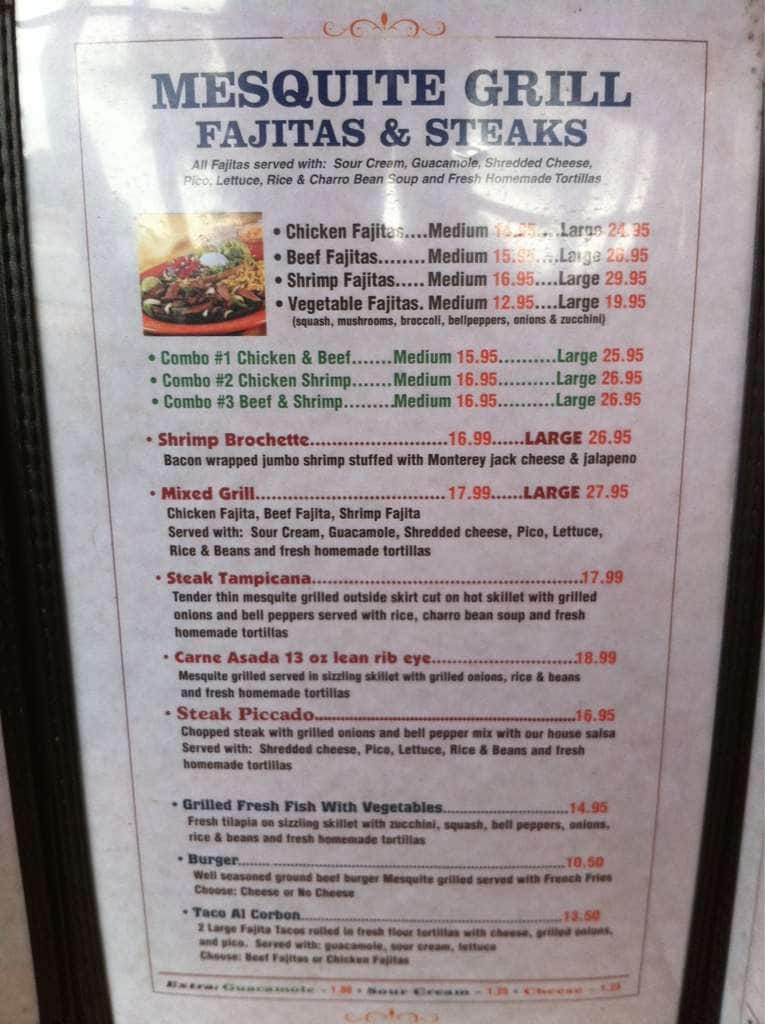 MESQUITE GRILL
FAJITAS & STEAKS
All Fajitas served with: Sour Cream, Guacamole, Shredded Cheese,
Pico, Lettuce, Rice & Charro Bean Soup and Fresh Homemade Tortillas
• Chicken Fajitas....Medium ....Large 24.95
• Beef Fajitas........ Medium ....Large
• Shrimp Fajitas..... Medium 16.95....Large 29.95
• Vegetable Fajitas. Medium 12.95....Large 19.95
(squash, mushrooms, broccoli, bellpeppers, onions & zucchini)
• Combo #1 Chicken & Beef.......Medium 15.95..........Large 25.95
• Combo #2 Chicken Shrimp.......Medium 16.95..........Large 26.95
• Combo #3 Beef & Shrimp.........Medium 16.95..........Large 26.95
• Shrimp Brochette........................16.99......LARGE 26.95
Bacon wrapped jumbo shrimp stuffed with Monterey jack cheese & jalapeno
• Mixed Grill................................. 17.99......LARGE 27.95
Chicken Fajita, Beef Fajita, Shrimp Fajita
Served with: Sour Cream, Guacamole, Shredded cheese, Pico, Lettuce,
Rice & Beans and fresh homemade tortillas
• Steak Tampicana...............................................17.99
Tender thin mesquite grilled outside skirt cut on hot skillet with grilled
onions and bell peppers served with rice, charro bean soup and fresh
homemade tortillas
• Carne Asada 13 oz lean rib eye.........................18.99
Mesquite grilled served in sizzling skillet with grilled onions, rice & beans
and fresh homemade tortillas
• Steak Piccado..............................................16.95
Chopped steak with grilled onions and bell pepper mix with our house salsa
Served with: Shredded cheese, Pico, Lettuce, Rice & Beans and fresh
homemade tortillas
• Grilled Fresh Fish With Vegetables......................14.95
Fresh tilapia on sizzling skillet with zucchini, squash, bell peppers, onions,
rice & beans and fresh homemade tortillas
• Burger...........................................................10.50
Well seasoned ground beef burger Mesquite grilled served with French Fries
Choose: Cheese or No Cheese
• Taco Al Corbon...............................................13.50
2 Large Fajita Tacos rolled in fresh flour tortillas with cheese, grilled onions,
and pico. Served with: guacamole, sour cream, lettuce
Choose: Beef Fajitas or Chicken Fajitas
Extra: Guacamole - • Sour Cream - • Cheese -